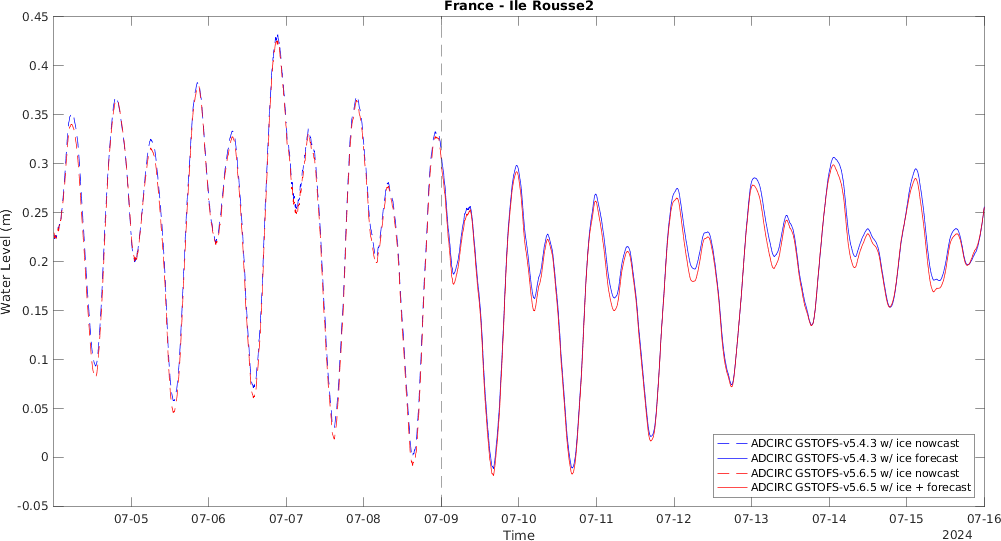 France - Ile Rousse2
Water Level (m)
0.45
0.4
0.35
0.3
0.25
0.2
0.15
0.1
0.05
0
-0.05
07-05 07-06 07-07 07-08 07-09 07-10 07-11 07-12 07-13 07-14 07-15 07-16
Time
2024
ADCIRC GSTOFS-v5.4.3 w/ ice nowcast
ADCIRC GSTOFS-v5.4.3 w/ ice forecast
ADCIRC GSTOFS-v5.6.5 w/ ice nowcast
ADCIRC GSTOFS-v5.6.5 w/ ice + forecast